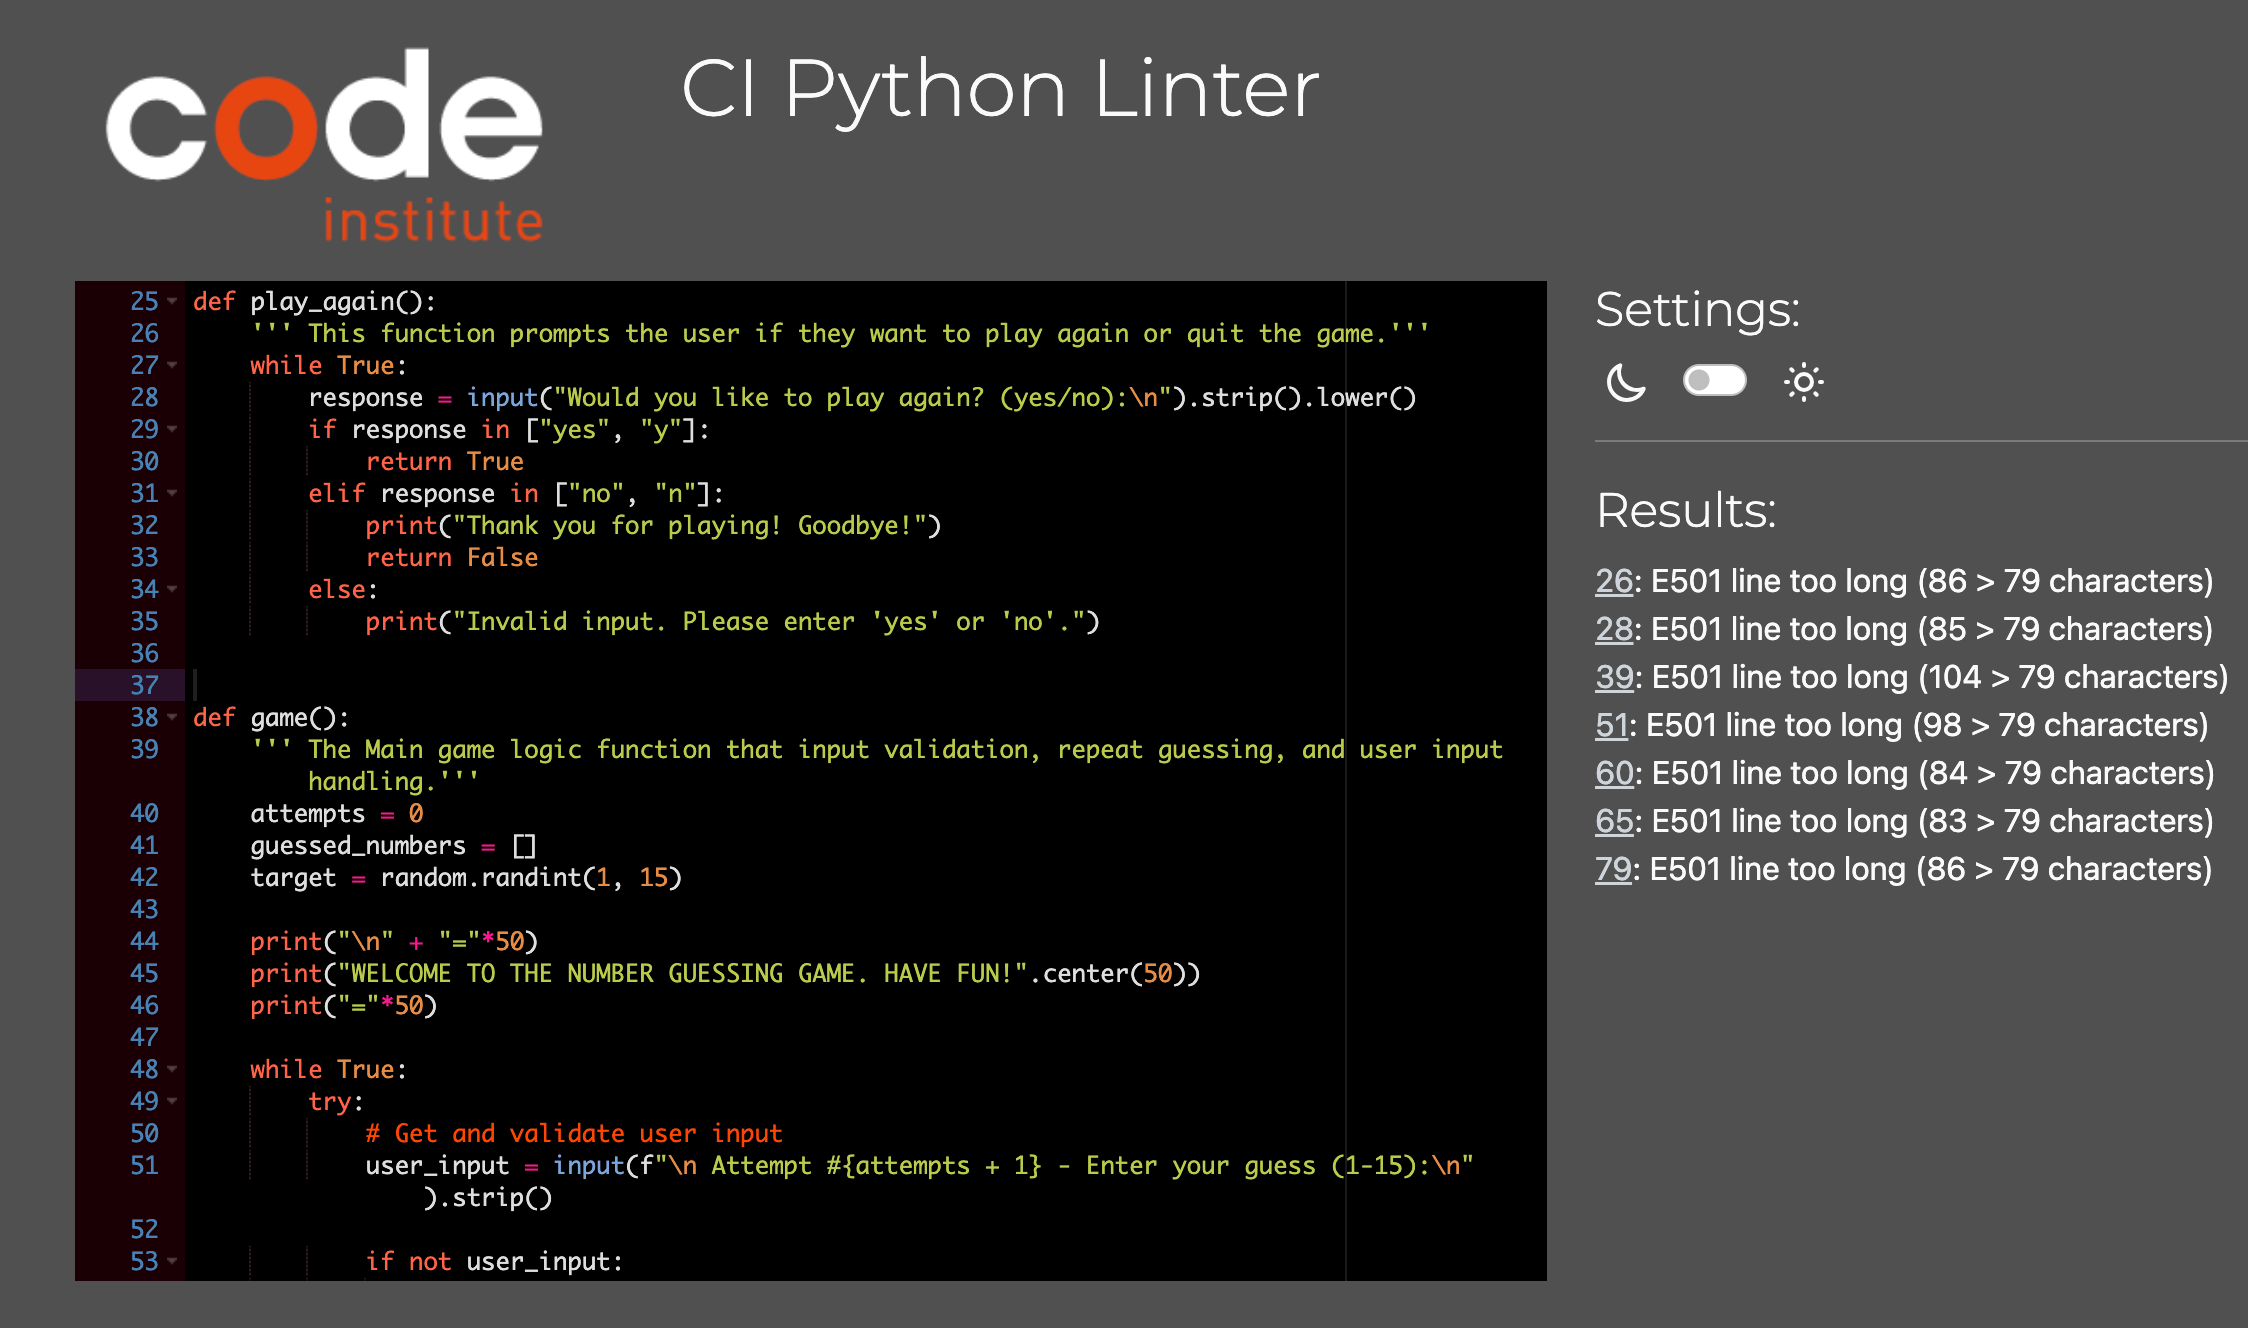 code
institute
CI Python Linter
25 def play_again():
26     ''' This function prompts the user if they want to play again or quit the game.'''
27     while True:
28         response = input("Would you like to play again? (yes/no):\n").strip().lower()
29         if response in ["yes", "y"]:
30             return True
31         elif response in ["no", "n"]:
32             print("Thank you for playing! Goodbye!")
33             return False
34         else:
35             print("Invalid input. Please enter 'yes' or 'no'.")
36
37
38 def game():
39     ''' The Main game logic function that input validation, repeat guessing, and user input
        handling.'''
40     attempts = 0
41     guessed_numbers = []
42     target = random.randint(1, 15)
43
44     print("\n" + "="*50)
45     print("WELCOME TO THE NUMBER GUESSING GAME. HAVE FUN!".center(50))
46     print("="*50)
47
48     while True:
49         try:
50             # Get and validate user input
51             user_input = input(f"\n Attempt #{attempts + 1} - Enter your guess (1-15):\n"
                ).strip()
52
53             if not user_input:
Settings:
Results:
26: E501 line too long (86 > 79 characters)
28: E501 line too long (85 > 79 characters)
39: E501 line too long (104 > 79 characters)
51: E501 line too long (98 > 79 characters)
60: E501 line too long (84 > 79 characters)
65: E501 line too long (83 > 79 characters)
79: E501 line too long (86 > 79 characters)